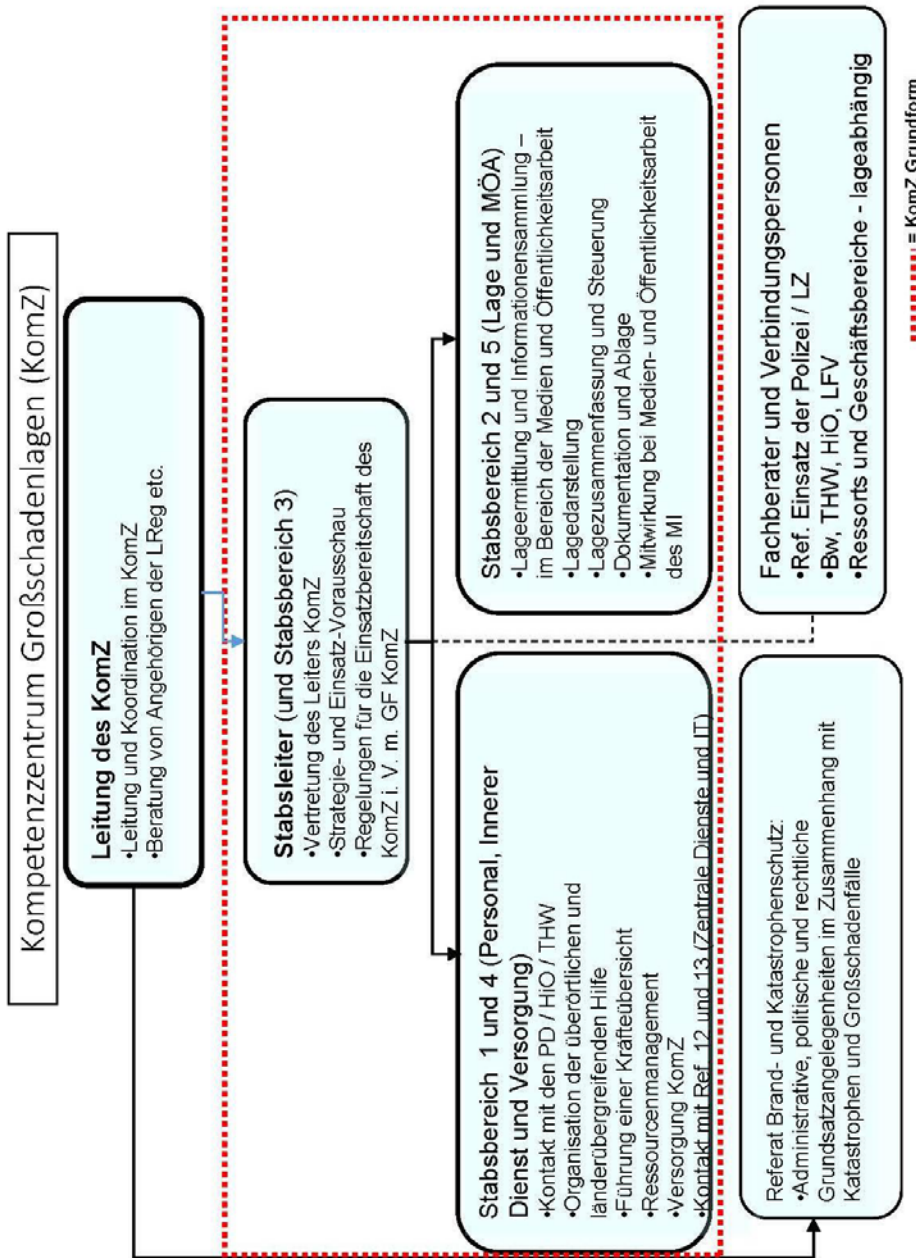 Kompetenzzentrum Großschadenlagen (KomZ)
Leitung des KomZ
•Leitung und Koordination im KomZ
•Beratung von Angehörigen der LReg etc.
Stabsleiter (und Stabsbereich 3)
•Vertretung des Leiters KomZ
•Strategie- und Einsatz-Vorausschau
•Regelungen für die Einsatzbereitschaft des
KomZ i. V. m. GF KomZ
Stabsbereich 1 und 4 (Personal, Innerer
Dienst und Versorgung)
•Kontakt mit den PD / HiO / THW
•Organisation der überörtlichen und
länderübergreifenden Hilfe
•Führung einer Kräfteübersicht
•Ressourcenmanagement
•Versorgung KomZ
•Kontakt mit Ref. 12 und 13 (Zentrale Dienste und IT)
Stabsbereich 2 und 5 (Lage und MÖA)
•Lageermittlung und Informationensammlung –
im Bereich der Medien und Öffentlichkeitsarbeit
•Lagedarstellung
•Lagezusammenfassung und Steuerung
•Dokumentation und Ablage
•Mitwirkung bei Medien- und Öffentlichkeitsarbeit
des MI
Referat Brand- und Katastrophenschutz:
•Administrative, politische und rechtliche
Grundsatzangelegenheiten im Zusammenhang mit
Katastrophen und Großschadenfälle
Fachberater und Verbindungspersonen
•Ref. Einsatz der Polizei / LZ
•Bw, THW, HiO, LFV
•Ressorts und Geschäftsbereiche - lageabhängig
= KomZ Grundform